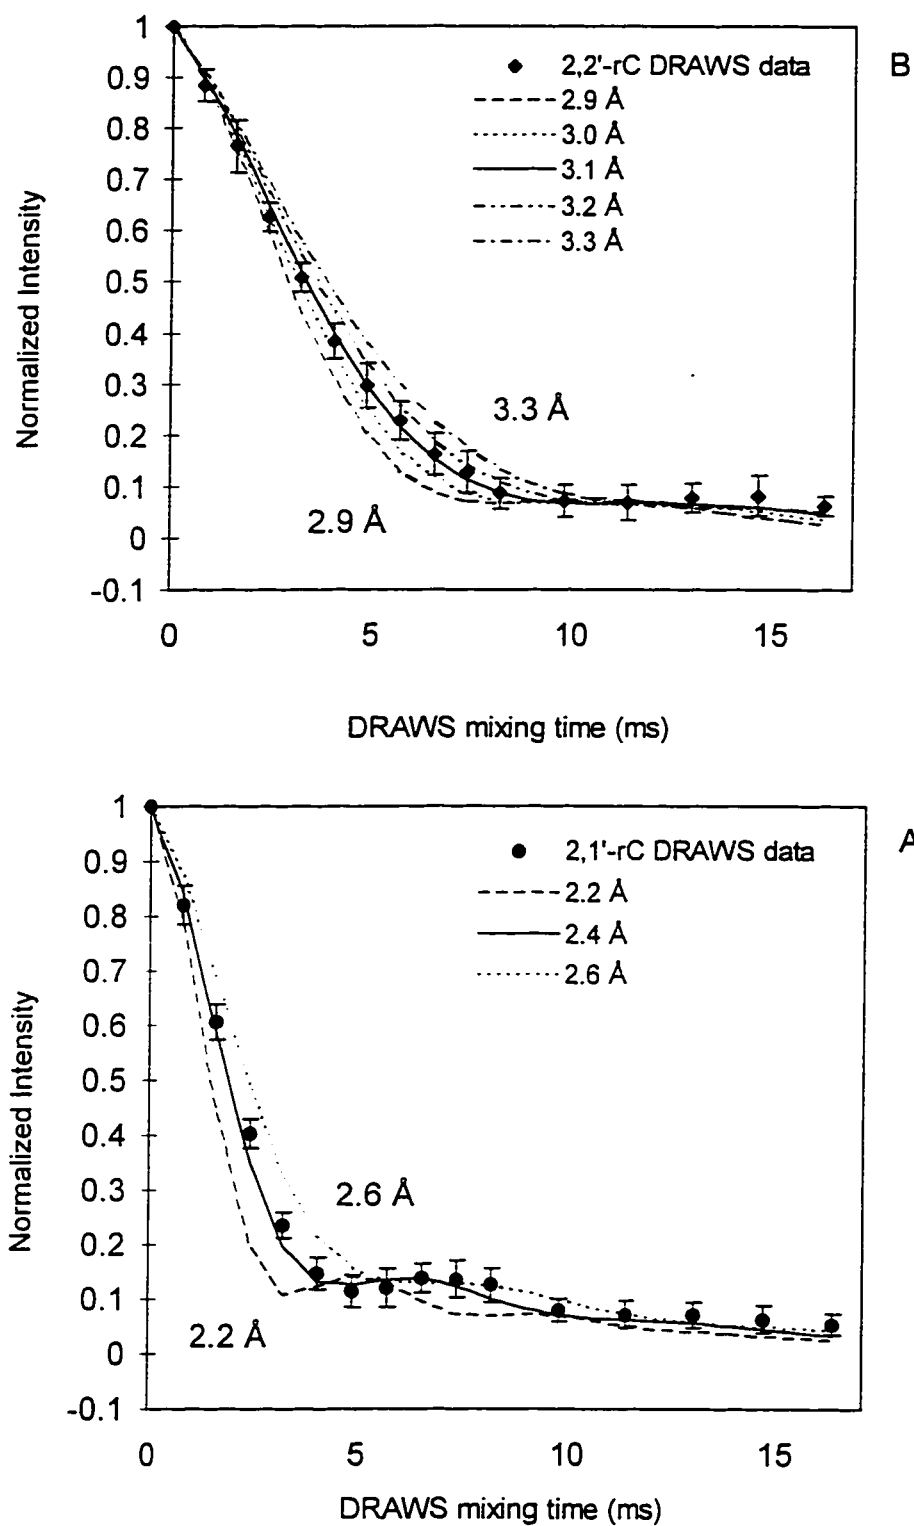 B
1
0.9
0.8
0.7
0.6
0.5
0.4
0.3
0.2
0.1
0
-0.1
Normalized Intensity
2,2'-rC DRAWS data
2.9 Å
3.0 Å
3.1 Å
3.2 Å
3.3 Å
3.3 Å
2.9 Å
0 5 10 15
DRAWS mixing time (ms)
A
1
0.9
0.8
0.7
0.6
0.5
0.4
0.3
0.2
0.1
0
-0.1
Normalized Intensity
2,1'-rC DRAWS data
2.2 Å
2.4 Å
2.6 Å
2.6 Å
2.2 Å
0 5 10 15
DRAWS mixing time (ms)